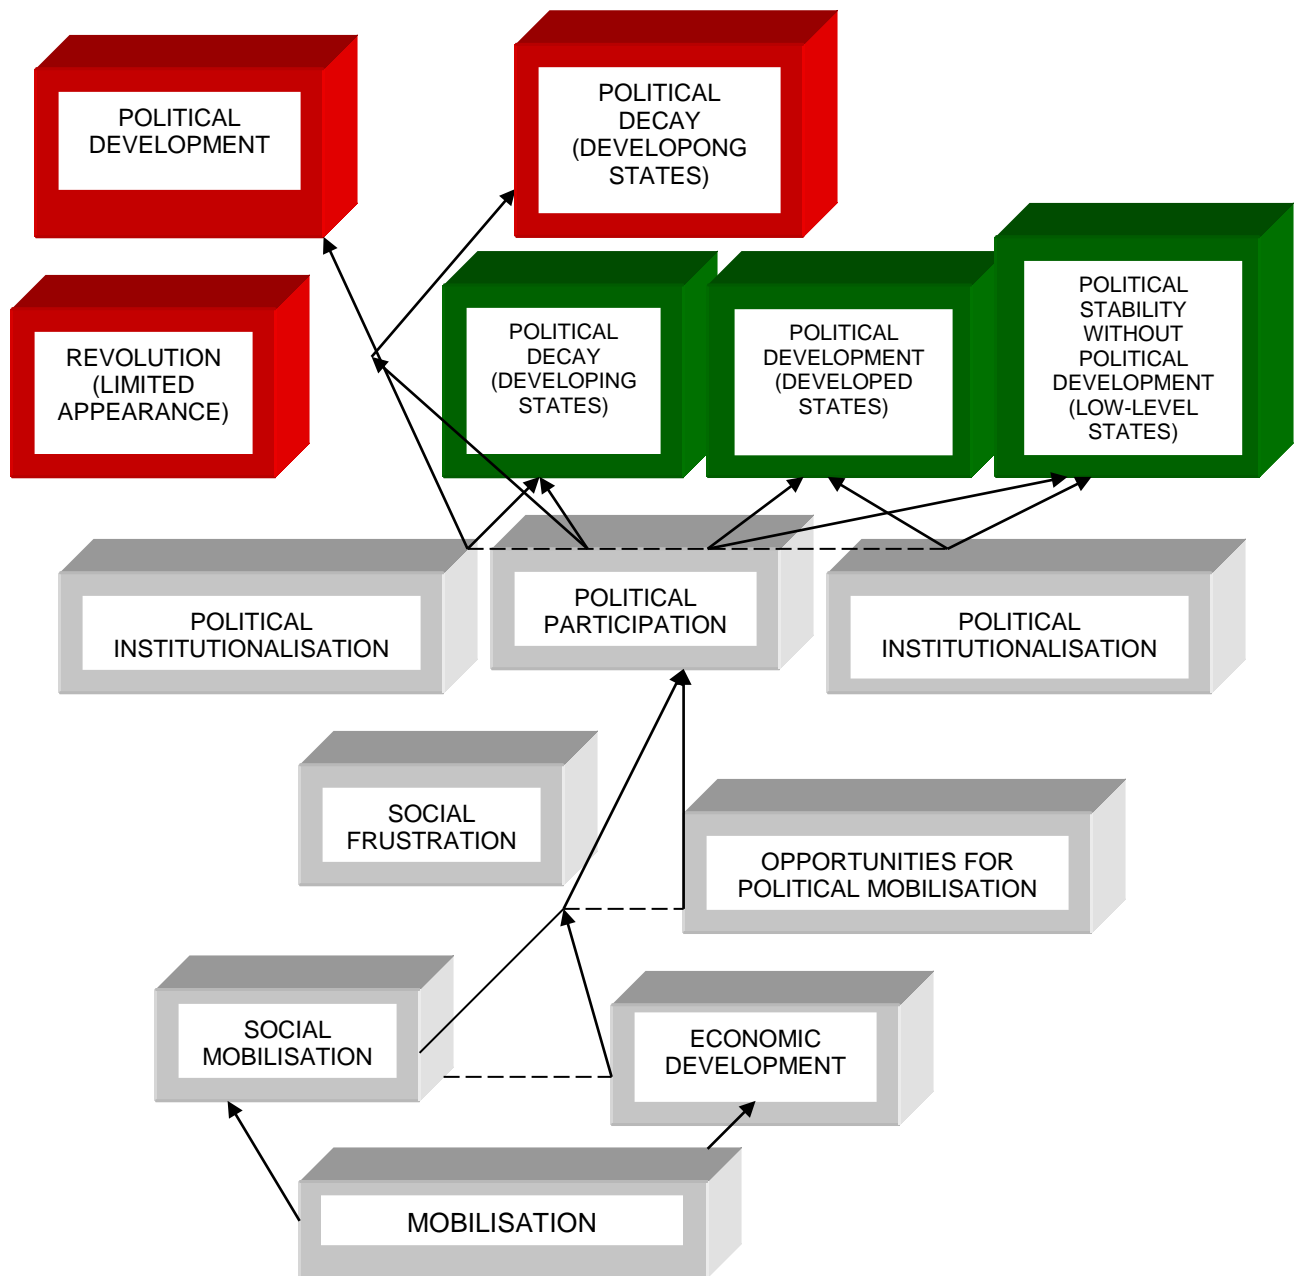 POLITICAL
DEVELOPMENT
POLITICAL
DECAY
(DEVELOPONG
STATES)
REVOLUTION
(LIMITED
APPEARANCE)
POLITICAL
DECAY
(DEVELOPING
STATES)
POLITICAL
DEVELOPMENT
(DEVELOPED
STATES)
POLITICAL
STABILITY
WITHOUT
POLITICAL
DEVELOPMENT
(LOW-LEVEL
STATES)
POLITICAL
INSTITUTIONALISATION
POLITICAL
PARTICIPATION
POLITICAL
INSTITUTIONALISATION
SOCIAL
FRUSTRATION
OPPORTUNITIES FOR
POLITICAL MOBILISATION
SOCIAL
MOBILISATION
ECONOMIC
DEVELOPMENT
MOBILISATION